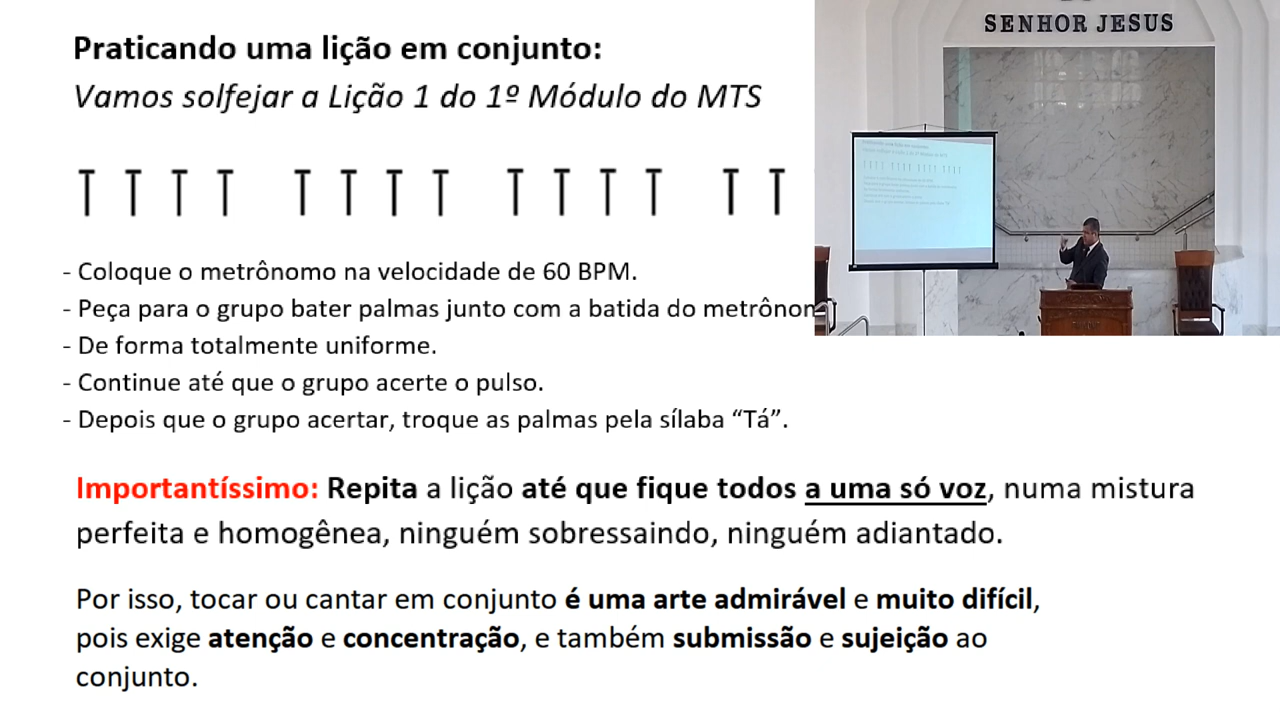 Praticando uma lição em conjunto:
Vamos solfejar a Lição 1 do 1º Módulo do MTS
SENHOR JESUS
T T T T T T T T T T T T T T
- Coloque o metrônomo na velocidade de 60 BPM.
- Peça para o grupo bater palmas junto com a batida do
- De forma totalmente uniforme.
- Continue até que o grupo acerte o pulso.
- Depois que o grupo acertar, troque as palmas pela sílaba “Tá”.
Importantíssimo: Repita a lição até que fique todos a uma só voz, numa mistura
perfeita e homogênea, ninguém sobressaindo, ninguém adiantado.
Por isso, tocar ou cantar em conjunto é uma arte admirável e muito difícil,
pois exige atenção e concentração, e também submissão e sujeição ao
conjunto.